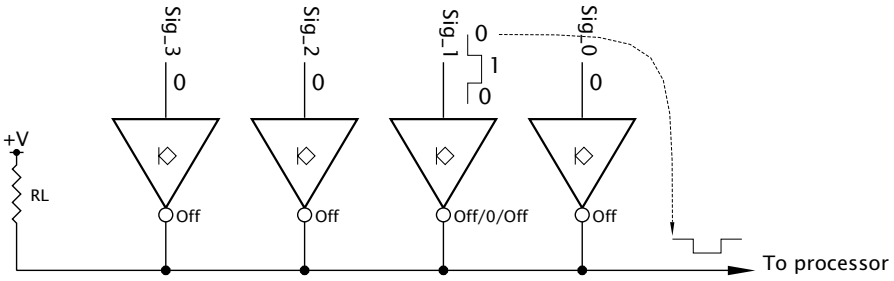 Sig_3
Sig_2
Sig_1
Sig_0
0
0
0
1
0
0
+V
RL
Off
Off
Off/0/Off
Off
To processor